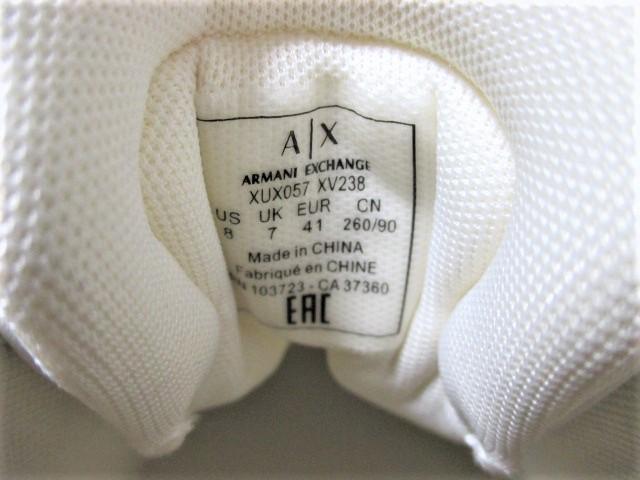 A|X
ARMANI EXCHANGE
XUX057 XV238
US UK EUR CN
8 7 41 260/90
Made in CHINA
Fabriqué en CHINE
103723 - CA 37360
EAC